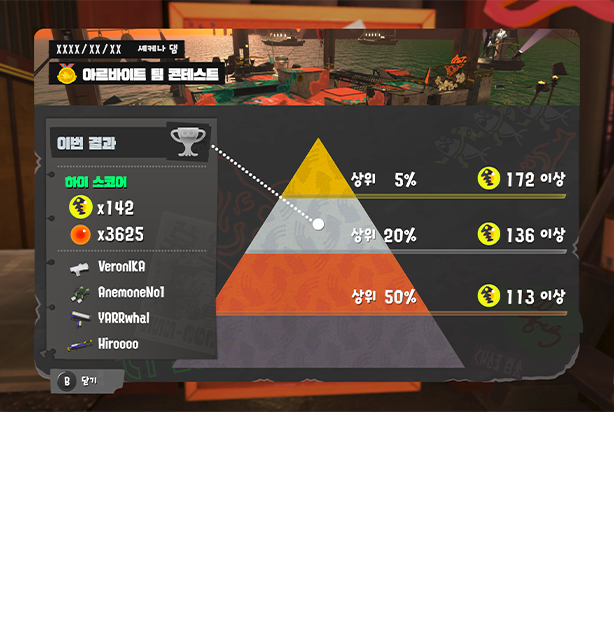 XXXX/XX/XX 세케나 댐
아르바이트 팀 콘테스트
이번 결과
하이 스코어
x142
x3625
VeronIKA
AnemoneNo1
YARRwhal
Hiroooo
상위 5% 172 이상
상위 20% 136 이상
상위 50% 113 이상
B 닫기